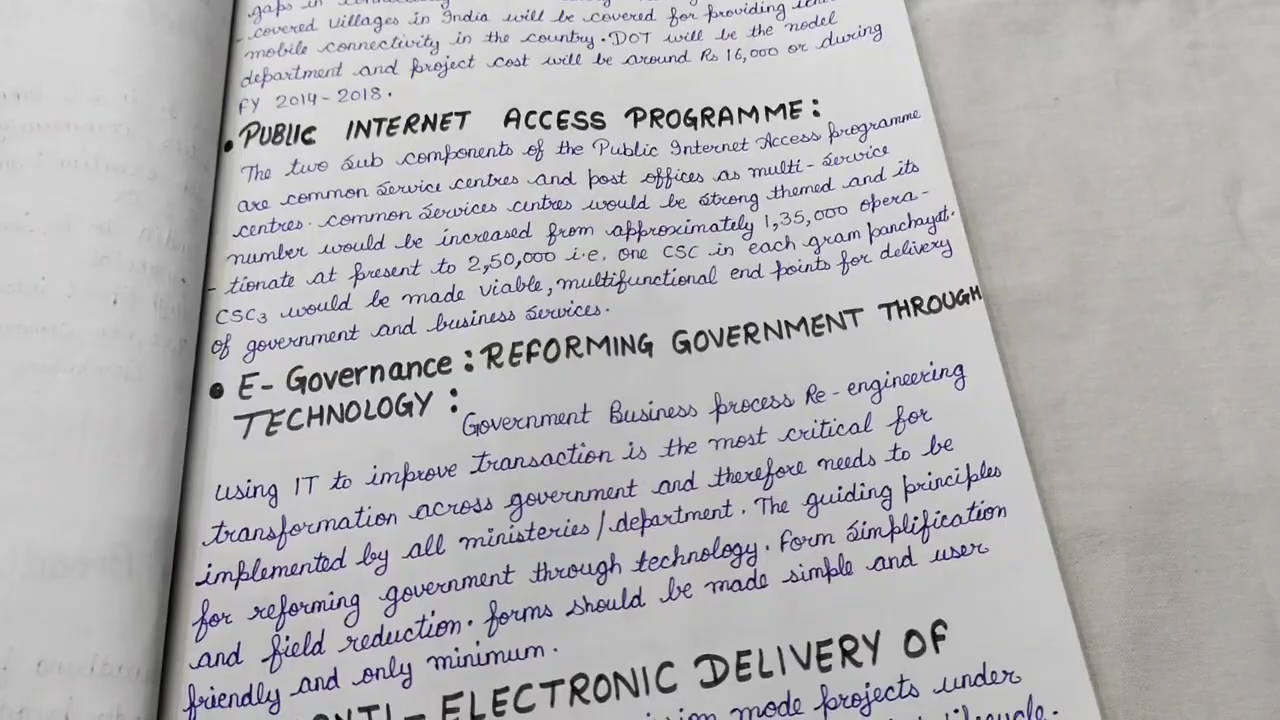 gaps in
- covered villages in India will be covered for providing
mobile connectivity in the country. DOT will be the nodel
department and project cost will be around Rs 16,000 or during
FY 2014-2018.
• PUBLIC INTERNET ACCESS PROGRAMME:
The two sub components of the Public Internet Access programme
are common service centres and post offices as multi-service
centres. common services centres would be strong themed and its
number would be increased from approximately 1,35,000 opera-
- tionate at present to 2,50,000 i.e. one CSC in each gram panchayat.
CSC3 would be made viable, multifunctional end points for delivery
of government and business services.
• E- Governance : REFORMING GOVERNMENT THROUGH
TECHNOLOGY :
Government Business process Re-engineering
using IT to improve transaction is the most critical for
transformation across government and therefore needs to be
implemented by all ministeries/department. The guiding principles
for reforming government through technology. Form simplification
and field reduction. forms should be made simple and user
friendly and only minimum.
- ELECTRONIC DELIVERY OF
mode projects under